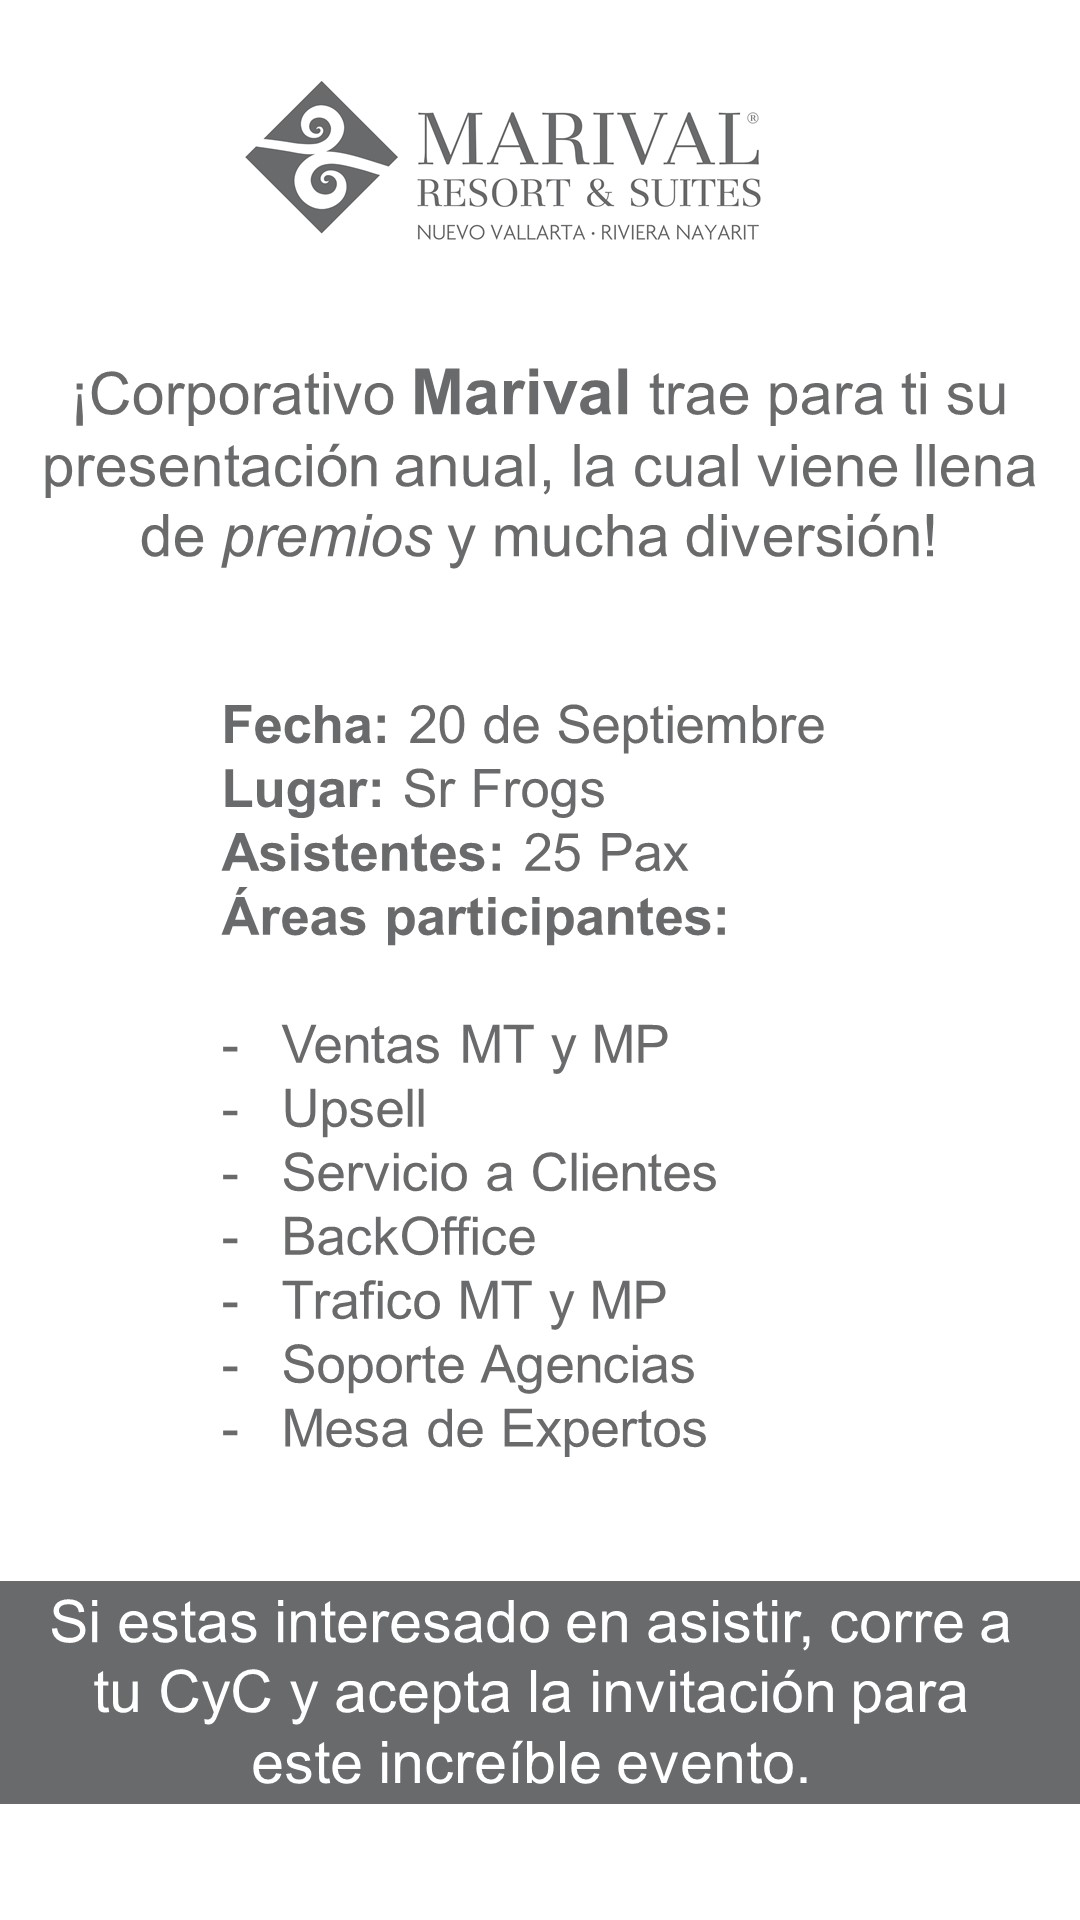 MARIVAL®
RESORT & SUITES
NUEVO VALLARTA · RIVIERA NAYARIT
¡Corporativo Marival trae para ti su
presentación anual, la cual viene llena
de premios y mucha diversión!
Fecha: 20 de Septiembre
Lugar: Sr Frogs
Asistentes: 25 Pax
Áreas participantes:
- Ventas MT y MP
- Upsell
- Servicio a Clientes
- BackOffice
- Trafico MT y MP
- Soporte Agencias
- Mesa de Expertos
Si estas interesado en asistir, corre a
tu CyC y acepta la invitación para
este increíble evento.